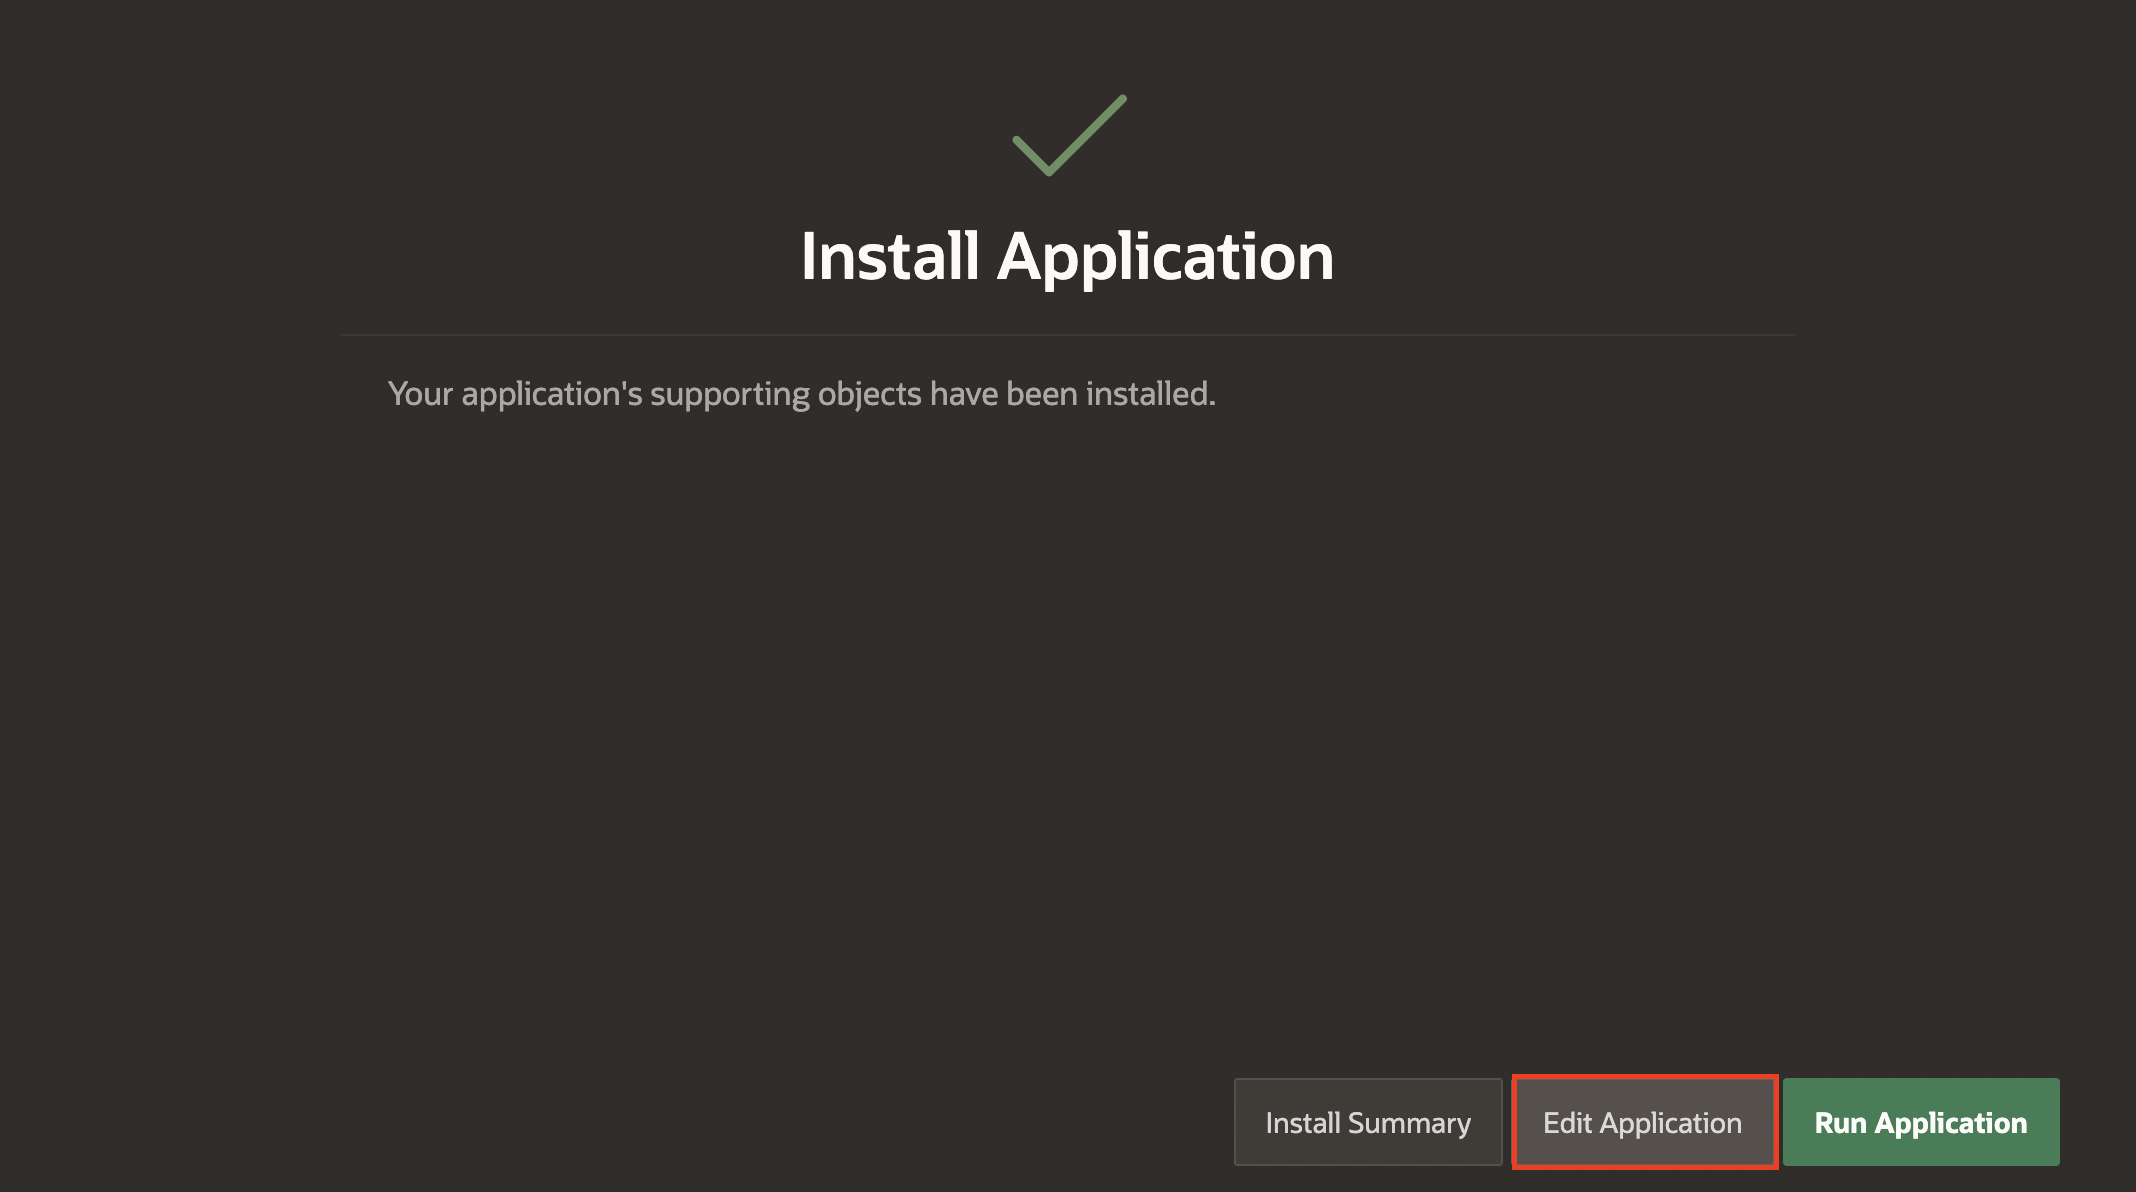 Install Application
Your application's supporting objects have been installed.
Install Summary
Edit Application
Run Application